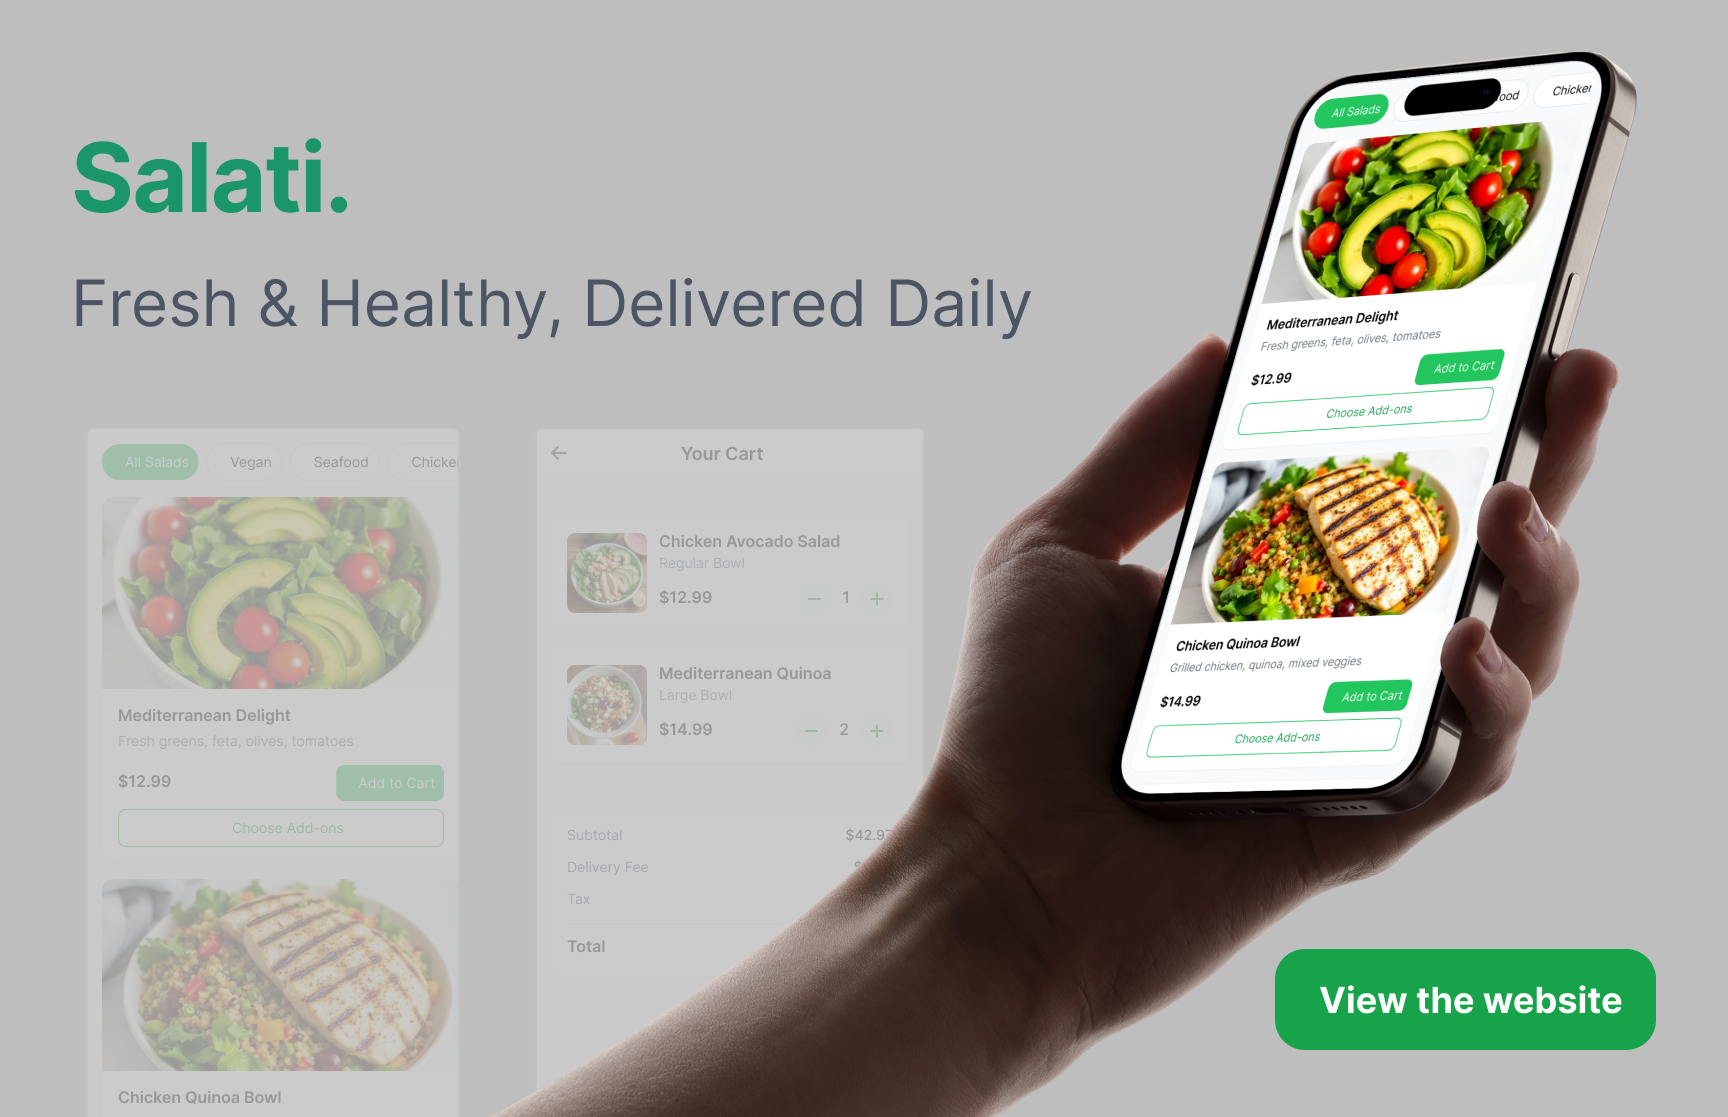 Salati.
Fresh & Healthy, Delivered Daily
All Salads
Vegan
Seafood
Mediterranean Delight
Fresh greens, feta, olives, tomatoes
$12.99
Add to Cart
Choose Add-ons
Chicken Quinoa Bowl
Your Cart
Chicken Avocado Salad
Regular Bowl
$12.99
1
Mediterranean Quinoa
Large Bowl
$14.99
2
Subtotal
$42.97
Delivery Fee
Tax
Total
All Salads
ood
Mediterranean Delight
Fresh greens, feta, olives, tomatoes
$12.99
Add to Cart
Choose Add-ons
Chicken Quinoa Bowl
Grilled chicken, quinoa, mixed veggies
$14.99
Add to Cart
Choose Add-ons
View the website